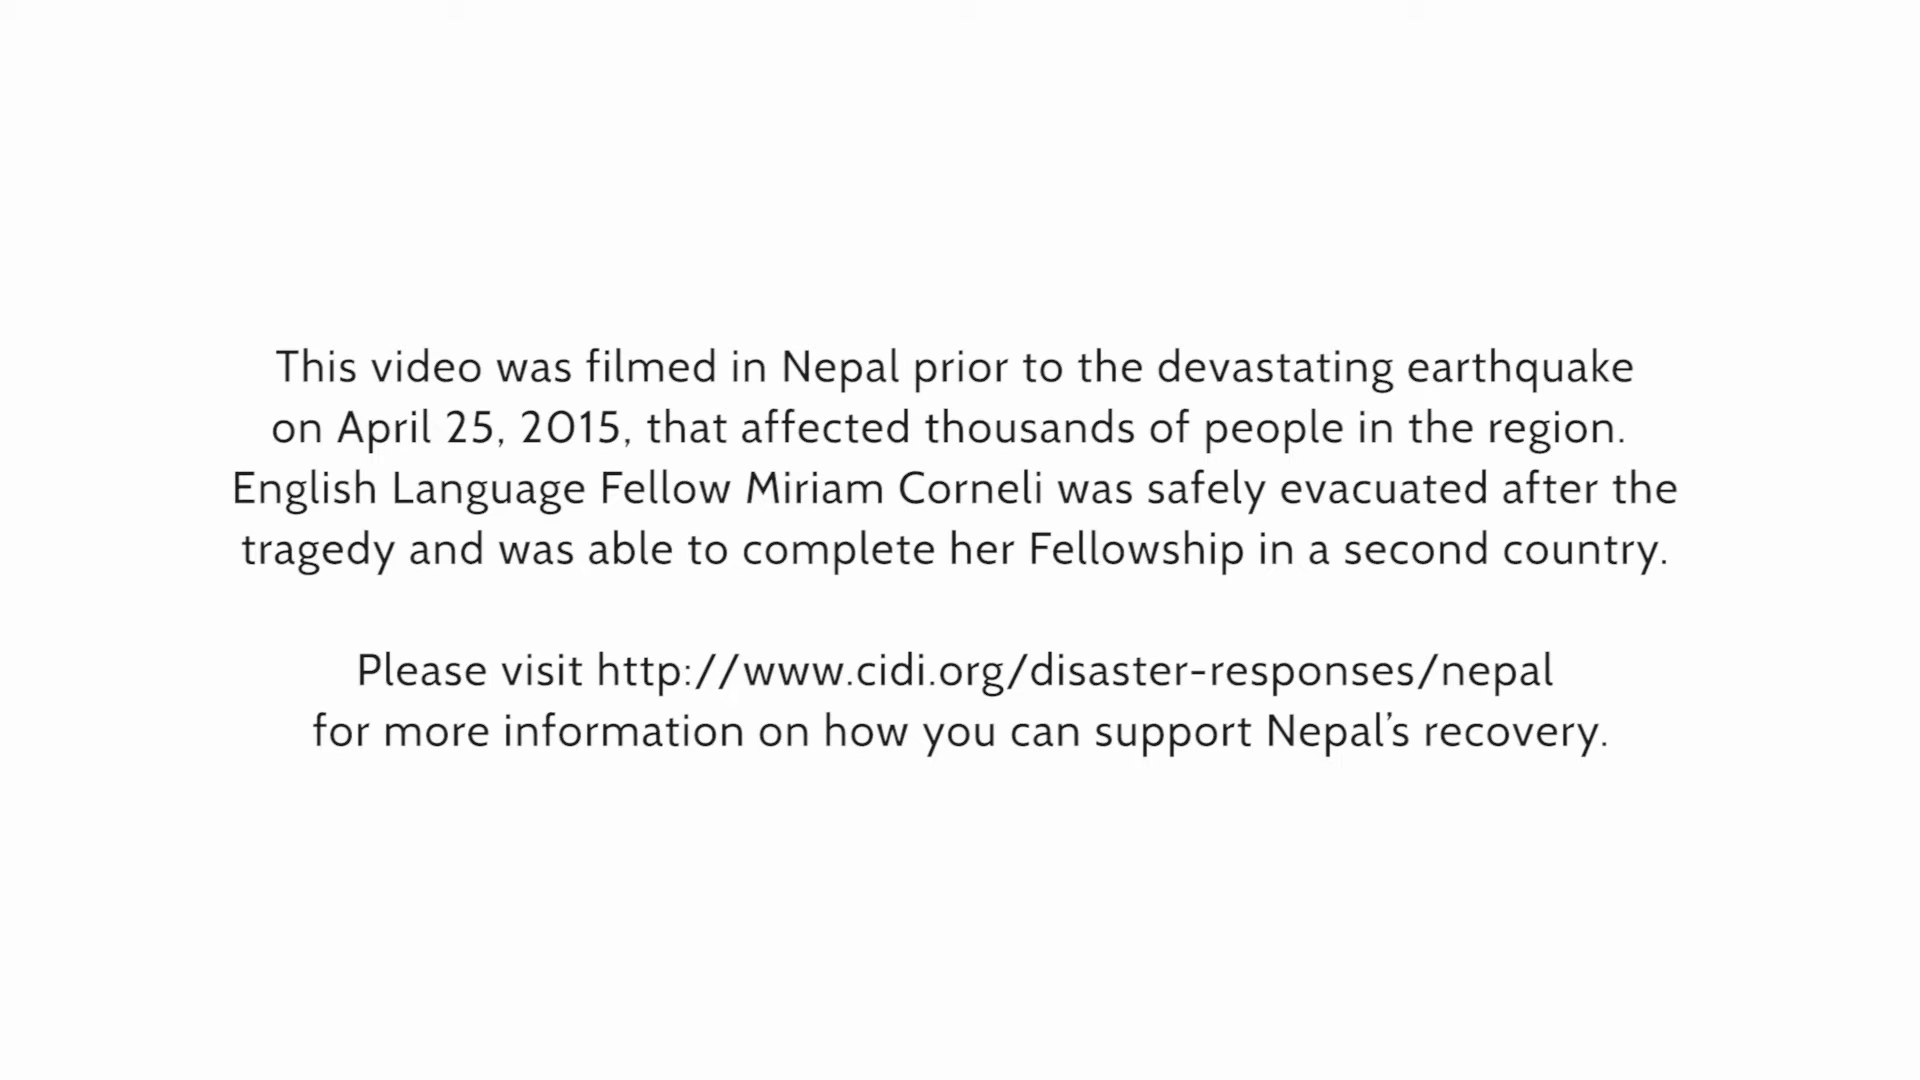 This video was filmed in Nepal prior to the devastating earthquake
on April 25, 2015, that affected thousands of people in the region.
English Language Fellow Miriam Corneli was safely evacuated after the
tragedy and was able to complete her Fellowship in a second country.
Please visit http://www.cidi.org/disaster-responses/nepal
for more information on how you can support Nepal’s recovery.